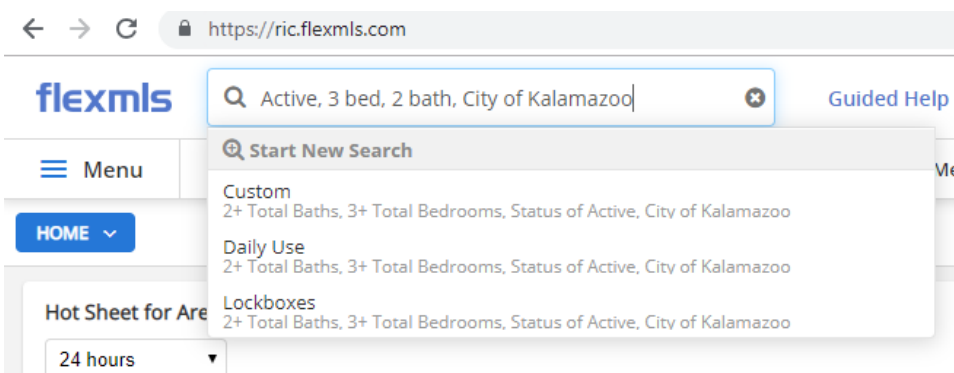 https://ric.flexmls.com
flexmls
Active, 3 bed, 2 bath, City of Kalamazoo
Guided Help
Start New Search
Menu
Me
Custom
2+ Total Baths, 3+ Total Bedrooms, Status of Active, City of Kalamazoo
HOME
Daily Use
2+ Total Baths, 3+ Total Bedrooms, Status of Active, City of Kalamazoo
Hot Sheet for Are
Lockboxes
2+ Total Baths, 3+ Total Bedrooms, Status of Active, City of Kalamazoo
24 hours